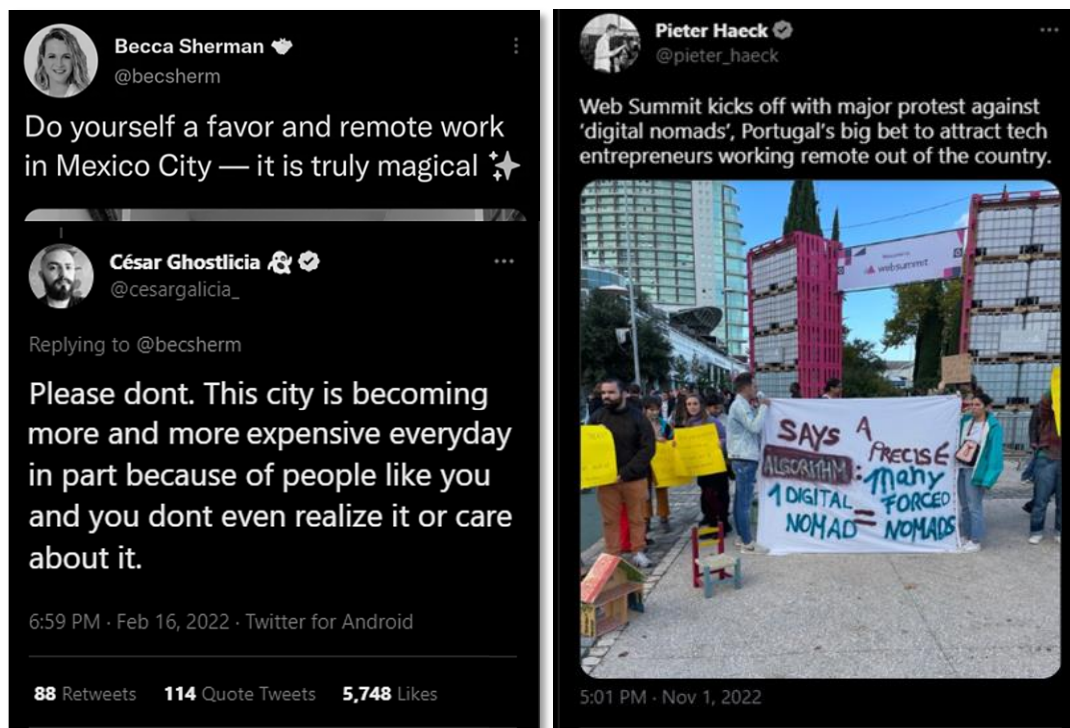 Becca Sherman
@becsherm
Do yourself a favor and remote work
in Mexico City — it is truly magical ✨
César Ghostlicia 👻
@cesargalicia_
Replying to @becsherm
Please dont. This city is becoming
more and more expensive everyday
in part because of people like you
and you dont even realize it or care
about it.
6:59 PM · Feb 16, 2022 · Twitter for Android
88 Retweets 114 Quote Tweets 5,748 Likes
Pieter Haeck
@pieter_haeck
Web Summit kicks off with major protest against
‘digital nomads’, Portugal’s big bet to attract tech
entrepreneurs working remote out of the country.
websummit
SAYS A PRECISE
ALGORITHM:
1 DIGITAL
NOMAD =
many
FORCED
NOMADS
5:01 PM · Nov 1, 2022